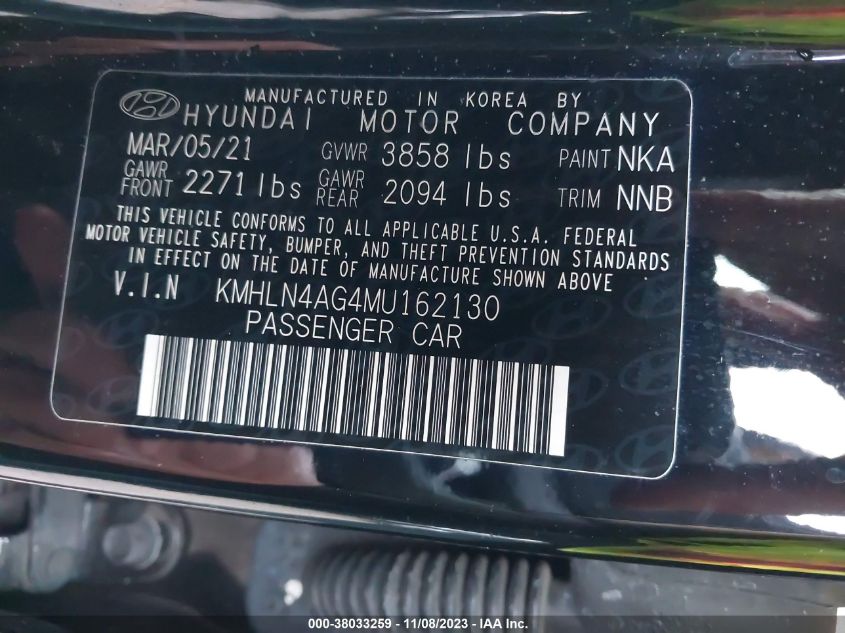 MANUFACTURED IN KOREA BY
HYUNDAI MOTOR COMPANY
MAR/05/21 GVWR 3858 lbs PAINT NKA
GAWR FRONT 2271 lbs GAWR REAR 2094 lbs TRIM NNB
THIS VEHICLE CONFORMS TO ALL APPLICABLE U.S.A. FEDERAL
MOTOR VEHICLE SAFETY, BUMPER, AND THEFT PREVENTION STANDARDS
IN EFFECT ON THE DATE OF MANUFACTURE SHOWN ABOVE
V.I.N KMHLN4AG4MU162130
PASSENGER CAR
000-38033259 - 11/08/2023 - IAA Inc.